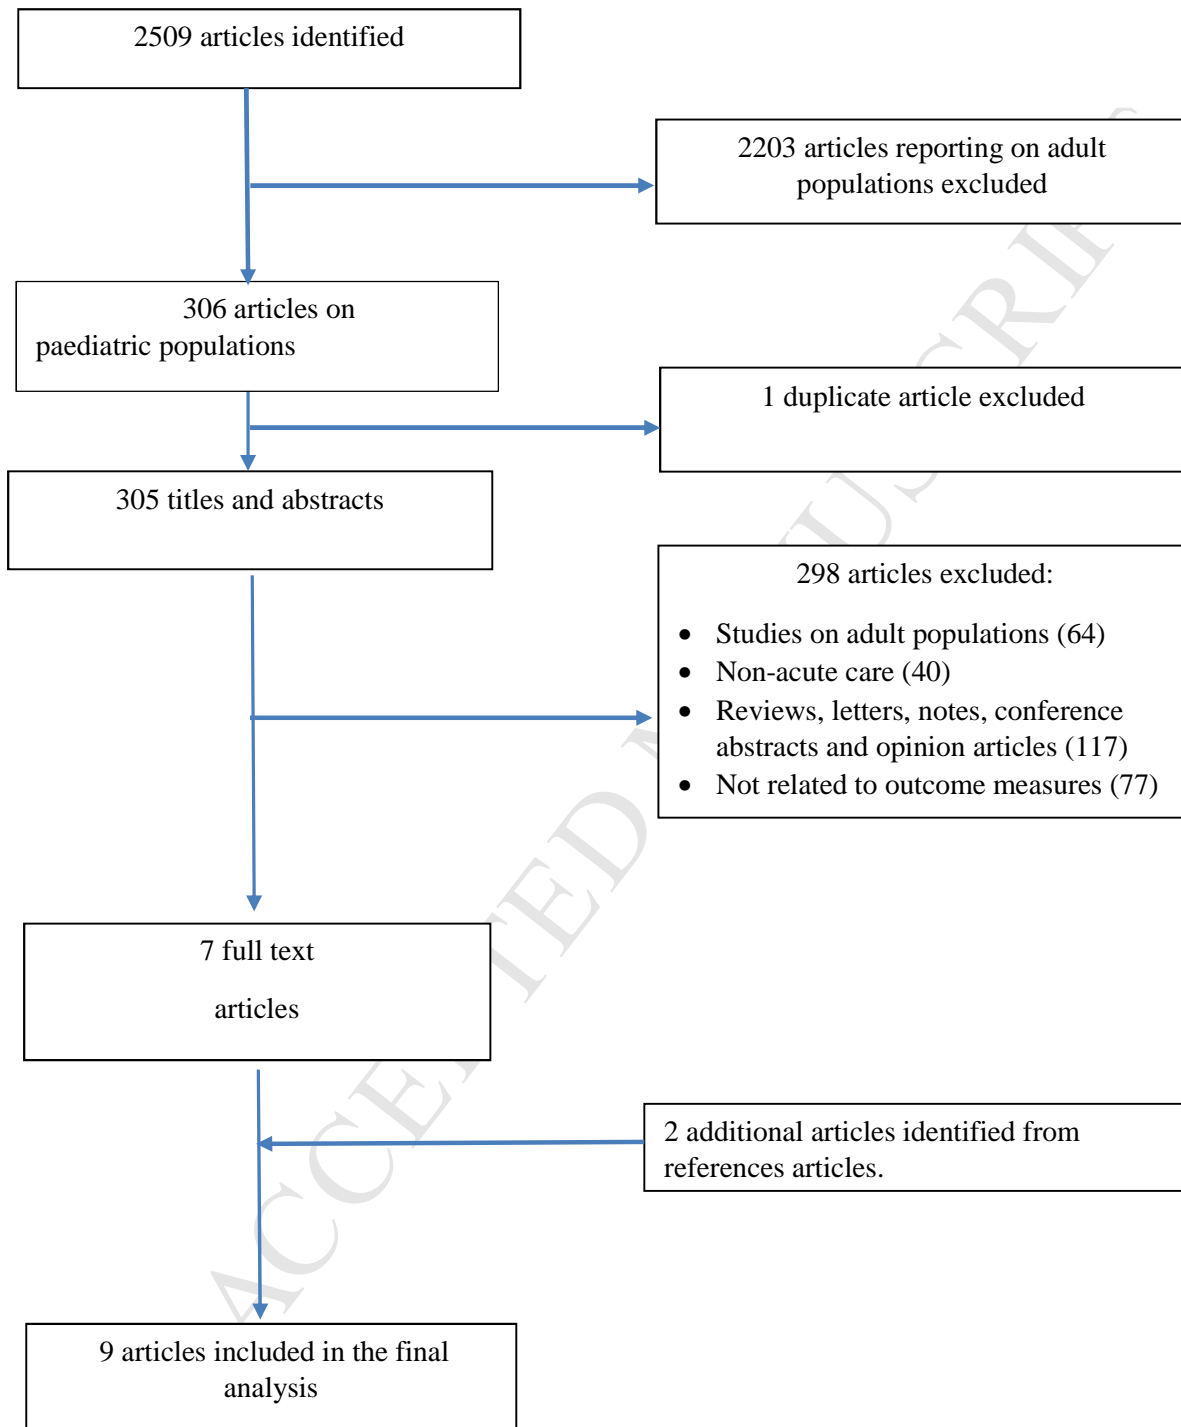 2509 articles identified
2203 articles reporting on adult
populations excluded
306 articles on
paediatric populations
1 duplicate article excluded
305 titles and abstracts
298 articles excluded:
• Studies on adult populations (64)
• Non-acute care (40)
• Reviews, letters, notes, conference
abstracts and opinion articles (117)
• Not related to outcome measures (77)
7 full text
articles
2 additional articles identified from
references articles.
9 articles included in the final
analysis
ACCEPTED